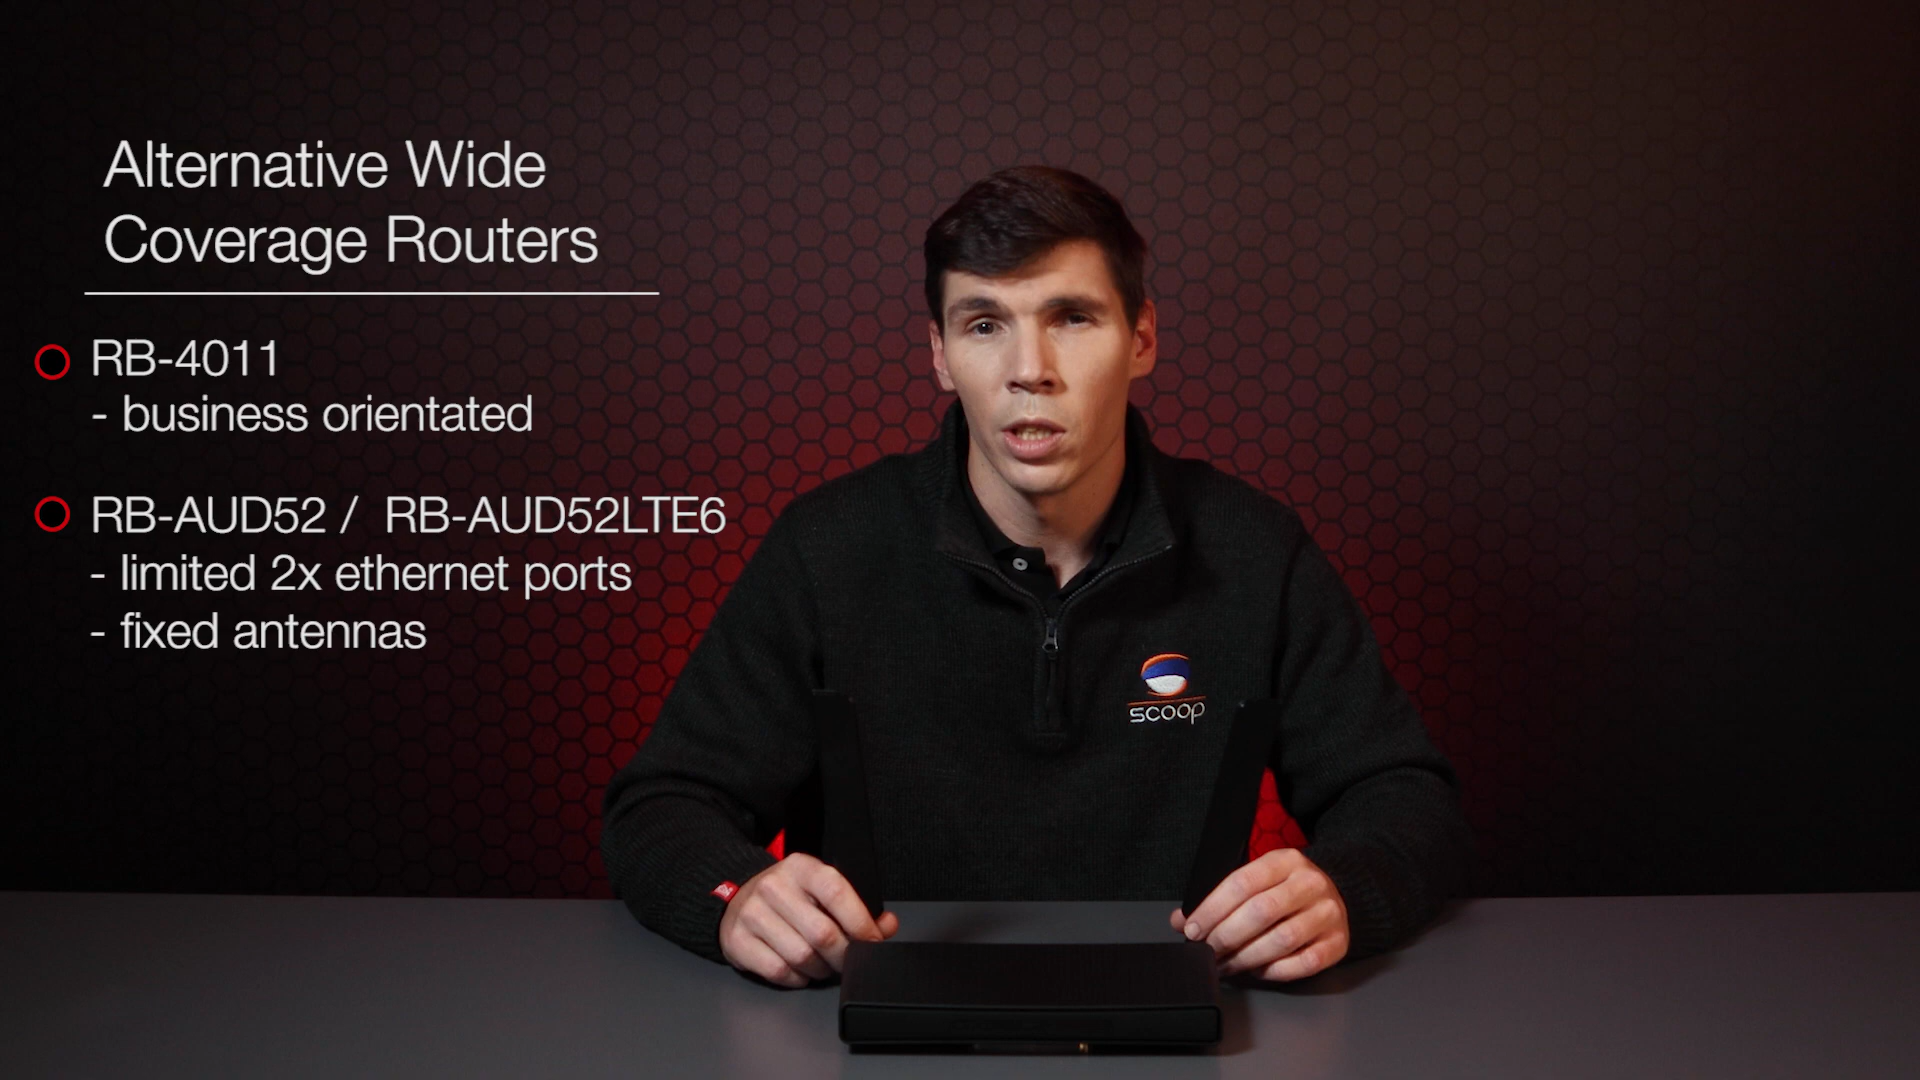 Alternative Wide
Coverage Routers
RB-4011
- business orientated
RB-AUD52 / RB-AUD52LTE6
- limited 2x ethernet ports
- fixed antennas
scoop